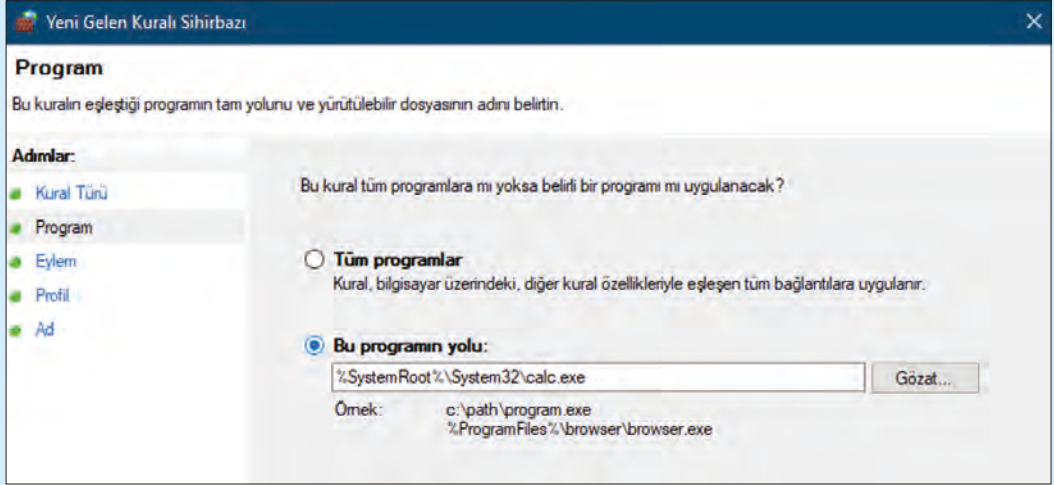 Yeni Gelen Kuralı Sihirbazı
Program
Bu kuralın eşleştiği programın tam yolunu ve yürütülebilir dosyasının adını belirtin.
Adımlar:
Kural Türü
Program
Eylem
Profil
Ad
Bu kural tüm programlara mı yoksa belirli bir programı mı uygulanacak?
Tüm programlar
Kural, bilgisayar üzerindeki, diğer kural özellikleriyle eşleşen tüm bağlantılara uygulanır.
Bu programın yolu:
%SystemRoot%\System32\calc.exe
Gözat...
Örnek: c:\path\program.exe
%ProgramFiles%\browser\browser.exe